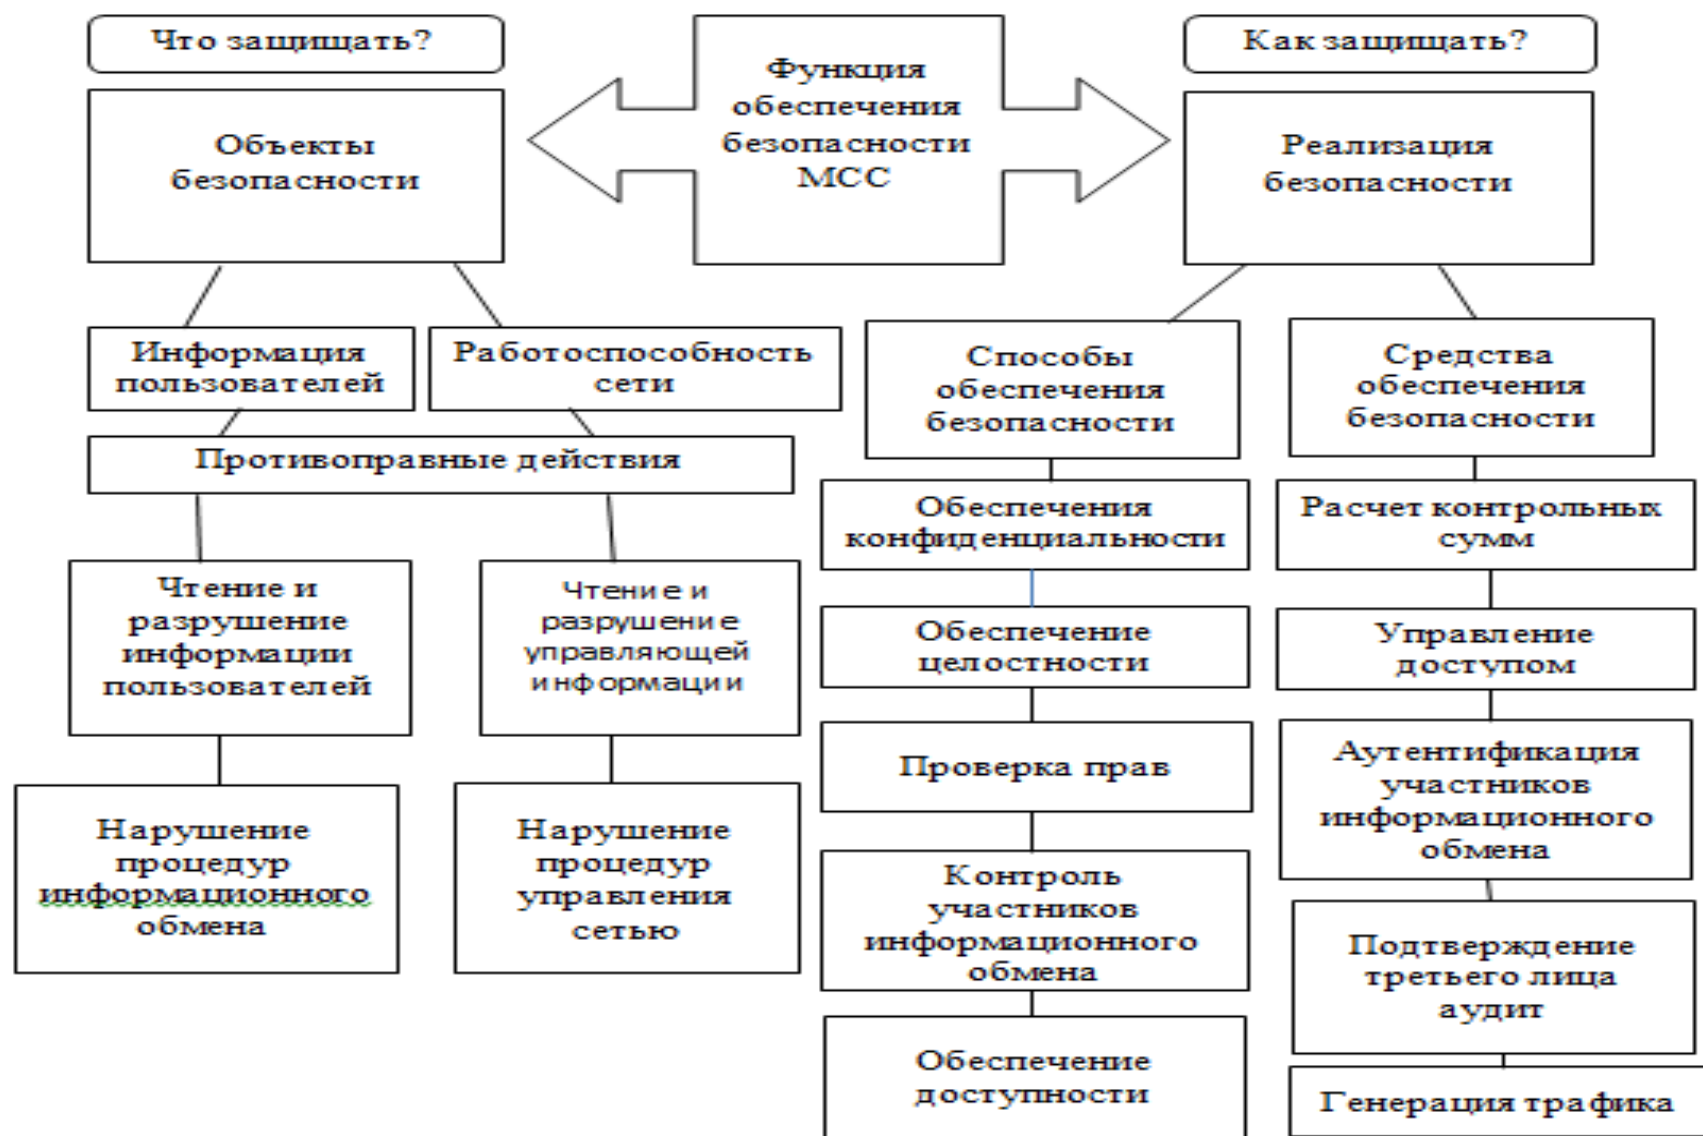 Что защищать?
Функция
обеспечения
безопасности
МСС
Как защищать?
Объекты
безопасности
Реализация
безопасности
Информация
пользователей
Работоспособность
сети
Способы
обеспечения
безопасности
Средства
обеспечения
безопасности
Противоправные действия
Обеспечения
конфиденциальности
Расчет контрольных
сумм
Чтение и
разрушение
информации
пользователей
Чтение и
разрушение
управляющей
информации
Обеспечение
целостности
Управление
доступом
Проверка прав
Аутентификация
участников
информационного
обмена
Нарушение
процедур
информационного
обмена
Нарушение
процедур
управления
сетью
Контроль
участников
информационного
обмена
Подтверждение
третьего лица
аудит
Обеспечение
доступности
Генерация трафика